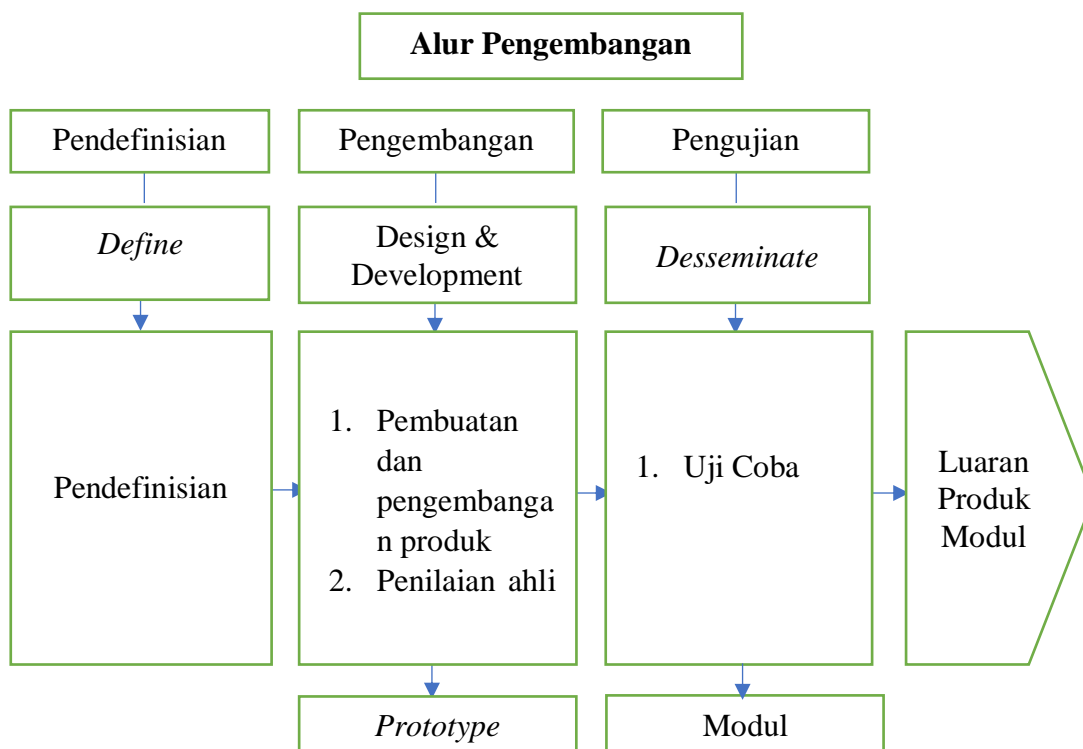 Alur Pengembangan
Pendefinisian
Pengembangan
Pengujian
Define
Design &
Development
Desseminate
Pendefinisian
1. Pembuatan
dan
pengembanga
n produk
2. Penilaian ahli
1. Uji Coba
Luaran
Produk
Modul
Prototype
Modul